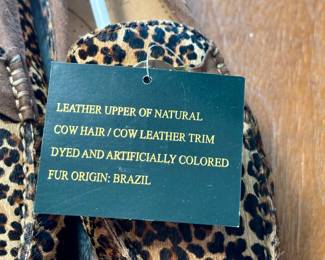 LEATHER UPPER OF NATURAL
COW HAIR / COW LEATHER TRIM
DYED AND ARTIFICIALLY COLORED
FUR ORIGIN: BRAZIL